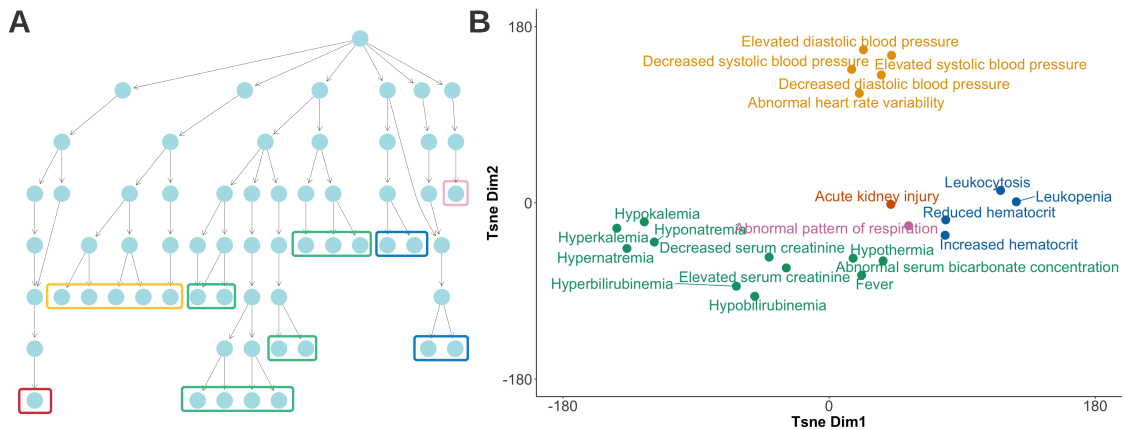 A
B
180
Elevated diastolic blood pressure
Decreased systolic blood pressure
Elevated systolic blood pressure
Decreased diastolic blood pressure
Abnormal heart rate variability
Tsne Dim2
0
Leukocytosis
Acute kidney injury
Leukopenia
Hypokalemia
Reduced hematocrit
Hyponatremia
Abnormal pattern of respiration
Hyperkalemia
Increased hematocrit
Decreased serum creatinine
Hypothermia
Hypernatremia
Abnormal serum bicarbonate concentration
Elevated serum creatinine
Hyperbilirubinemia
Fever
Hypobilirubinemia
-180
-180
0
180
Tsne Dim1